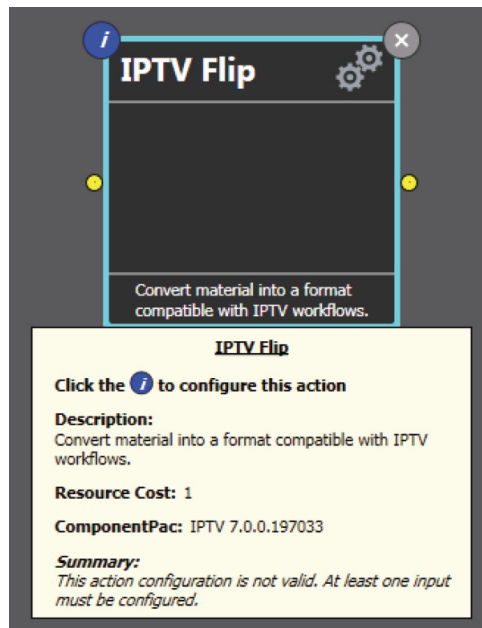 i
×
IPTV Flip
Convert material into a format
compatible with IPTV workflows.
IPTV Flip
Click the i to configure this action
Description:
Convert material into a format compatible with IPTV
workflows.
Resource Cost: 1
ComponentPac: IPTV 7.0.0.197033
Summary:
This action configuration is not valid. At least one input
must be configured.